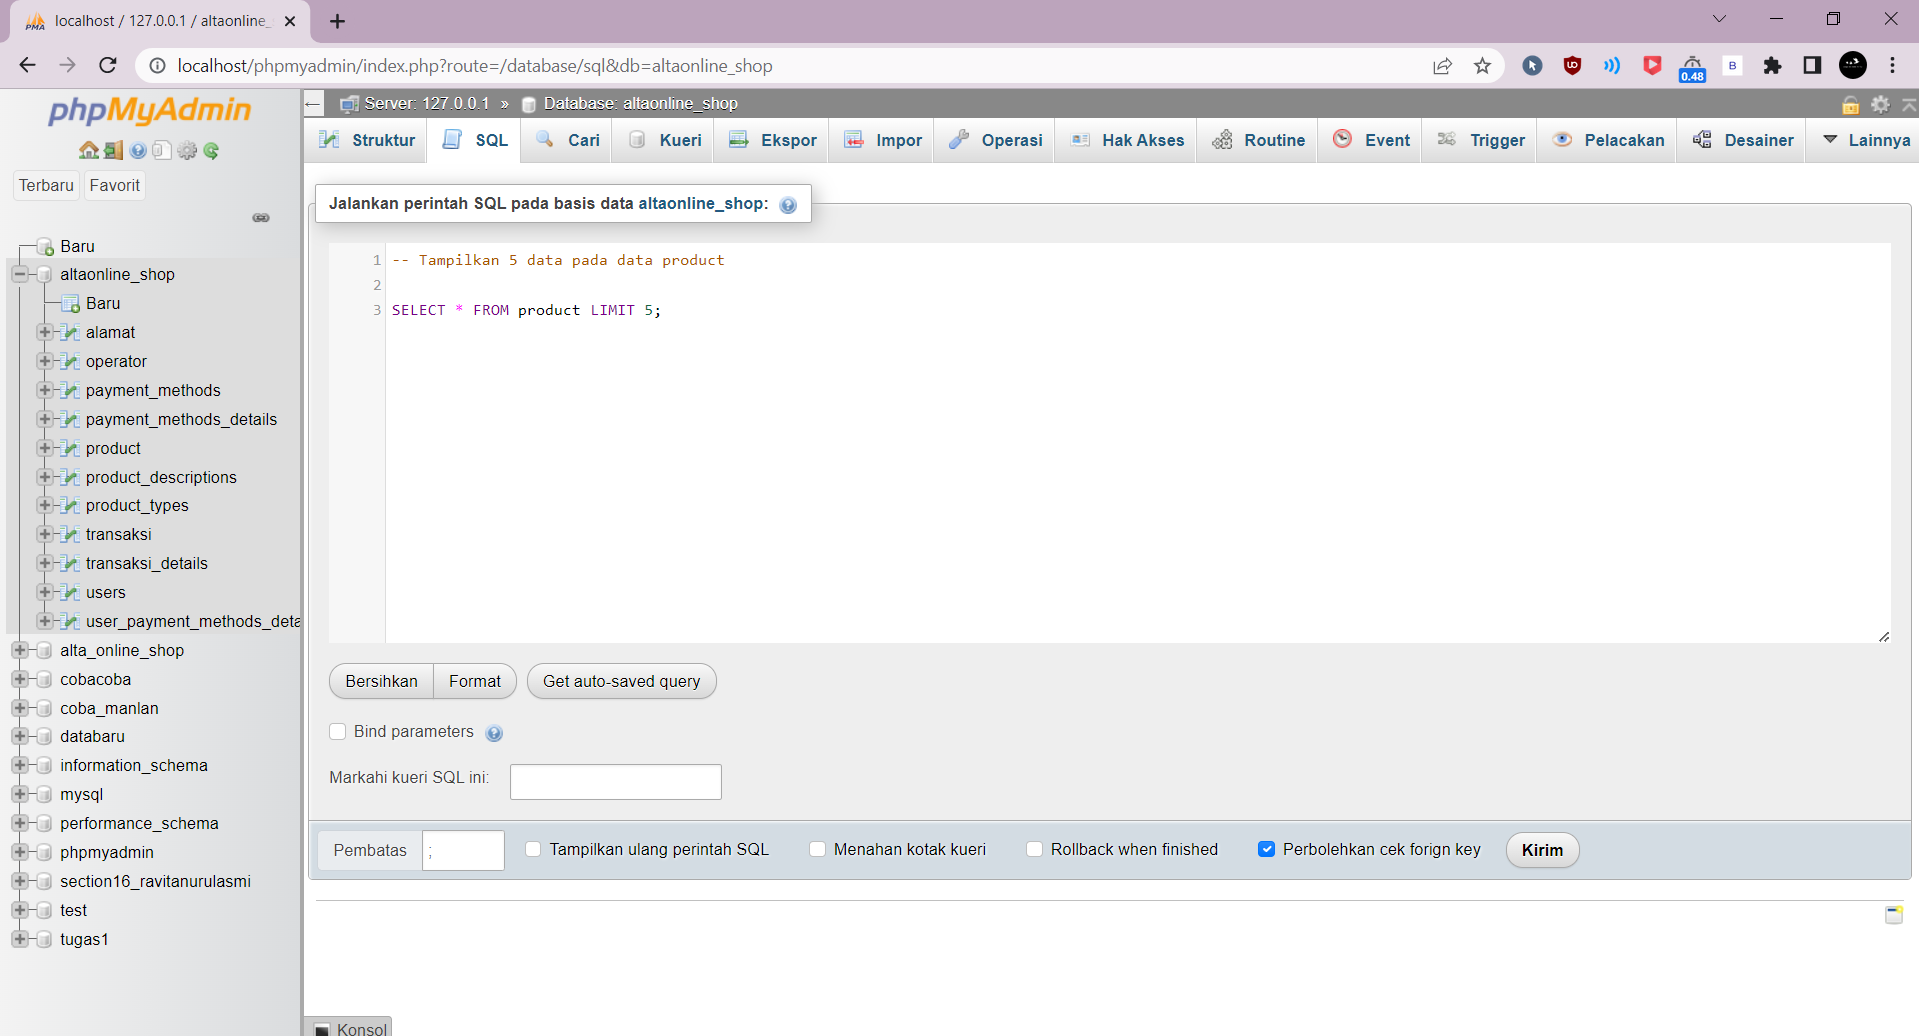 localhost / 127.0.0.1 / altaonline_
localhost/phpmyadmin/index.php?route=/database/sql&db=altaonline_shop
0.48
B
phpMyAdmin
Terbaru Favorit
Baru
altaonline_shop
Baru
alamat
operator
payment_methods
payment_methods_details
product
product_descriptions
product_types
transaksi
transaksi_details
users
user_payment_methods_deta
alta_online_shop
cobacoba
coba_manlan
databaru
information_schema
mysql
performance_schema
phpmyadmin
section16_ravitanurulasmi
test
tugas1
Server: 127.0.0.1 » Database: altaonline_shop
Struktur SQL Cari Kueri Ekspor Impor Operasi Hak Akses Routine Event Trigger Pelacakan Desainer Lainnya
Jalankan perintah SQL pada basis data altaonline_shop:
1 -- Tampilkan 5 data pada data product
2
3 SELECT * FROM product LIMIT 5;
Bersihkan Format Get auto-saved query
Bind parameters
Markahi kueri SQL ini:
Pembatas ; Tampilkan ulang perintah SQL Menahan kotak kueri Rollback when finished Perbolehkan cek forign key Kirim
Konsol